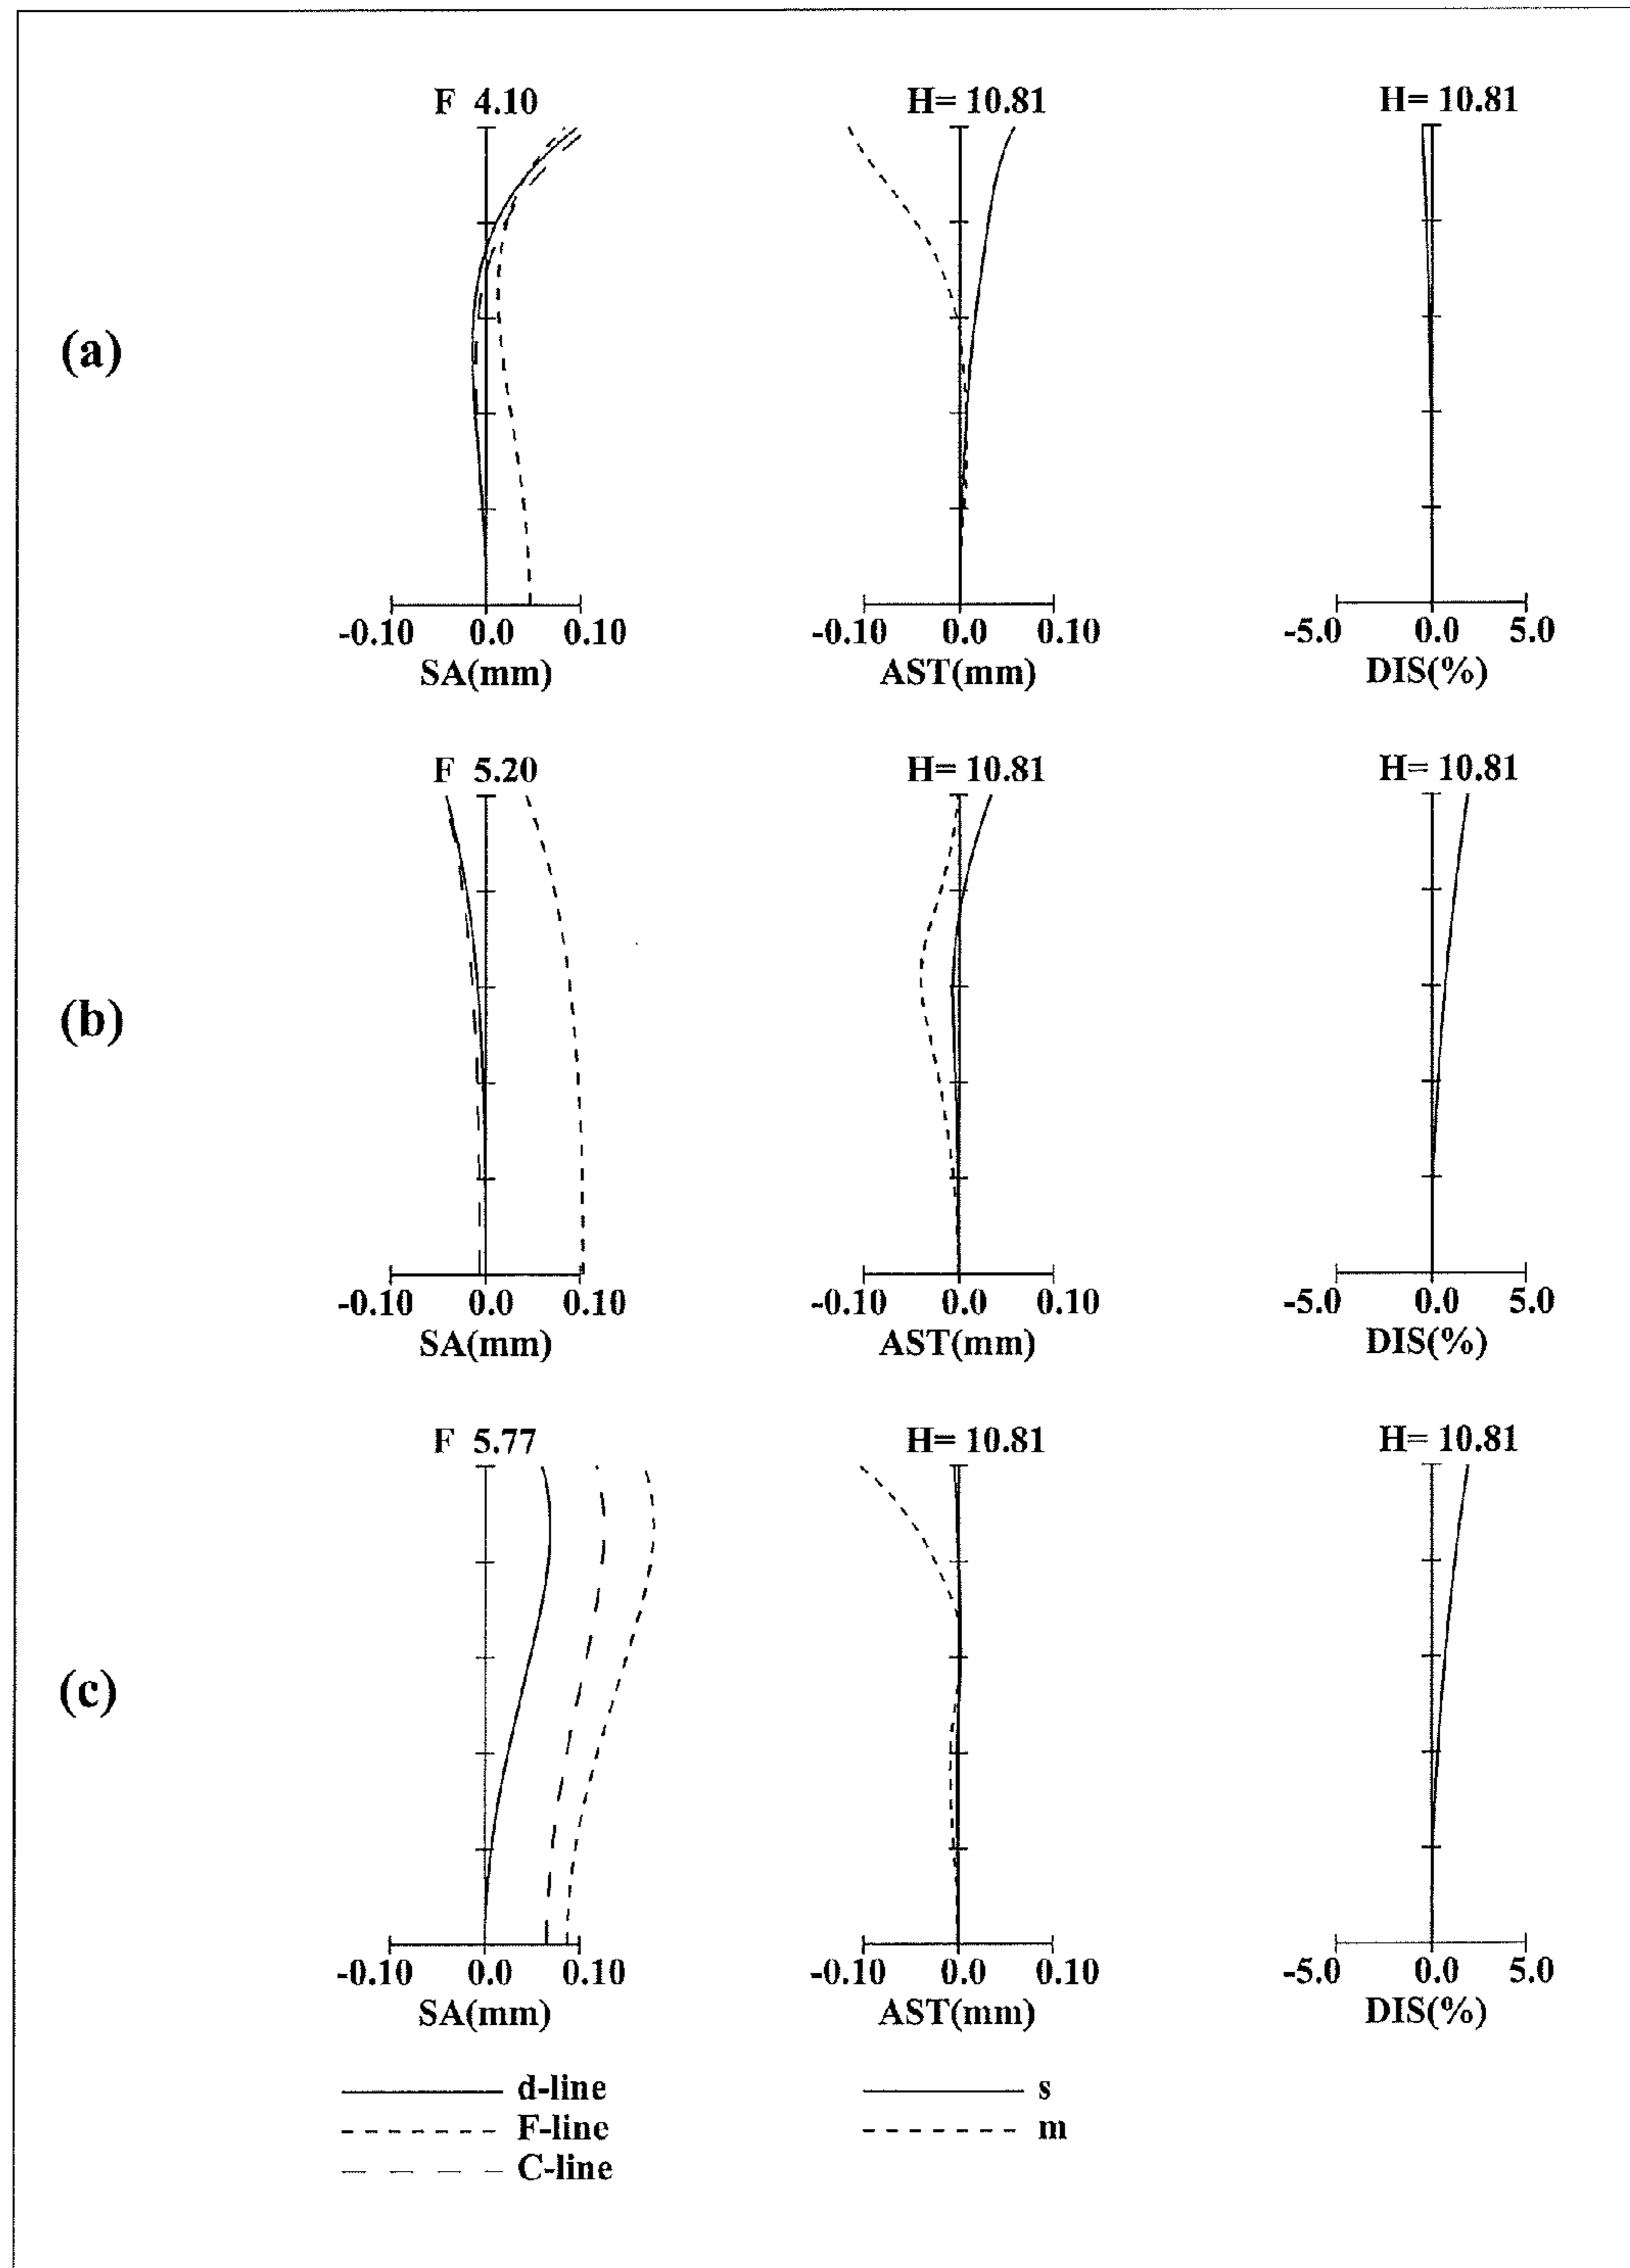 F 4.10 H= 10.81 H= 10.81
(a)
-0.10 0.0 0.10 -0.10 0.0 0.10 -5.0 0.0 5.0
SA(mm) AST(mm) DIS(%)
F 5.20 H= 10.81 H= 10.81
(b)
-0.10 0.0 0.10 -0.10 0.0 0.10 -5.0 0.0 5.0
SA(mm) AST(mm) DIS(%)
F 5.77 H= 10.81 H= 10.81
(c)
-0.10 0.0 0.10 -0.10 0.0 0.10 -5.0 0.0 5.0
SA(mm) AST(mm) DIS(%)
d-line s
F-line m
C-line